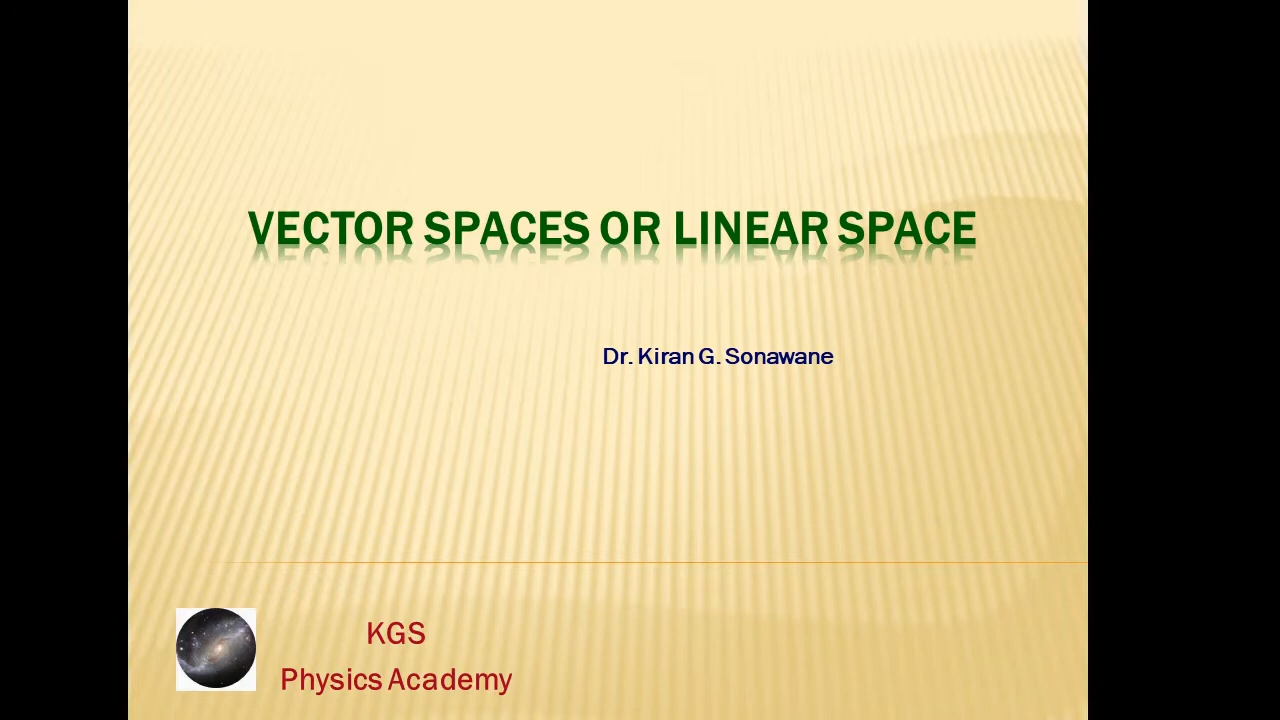 VECTOR SPACES OR LINEAR SPACE
Dr. Kiran G. Sonawane
KGS
Physics Academy